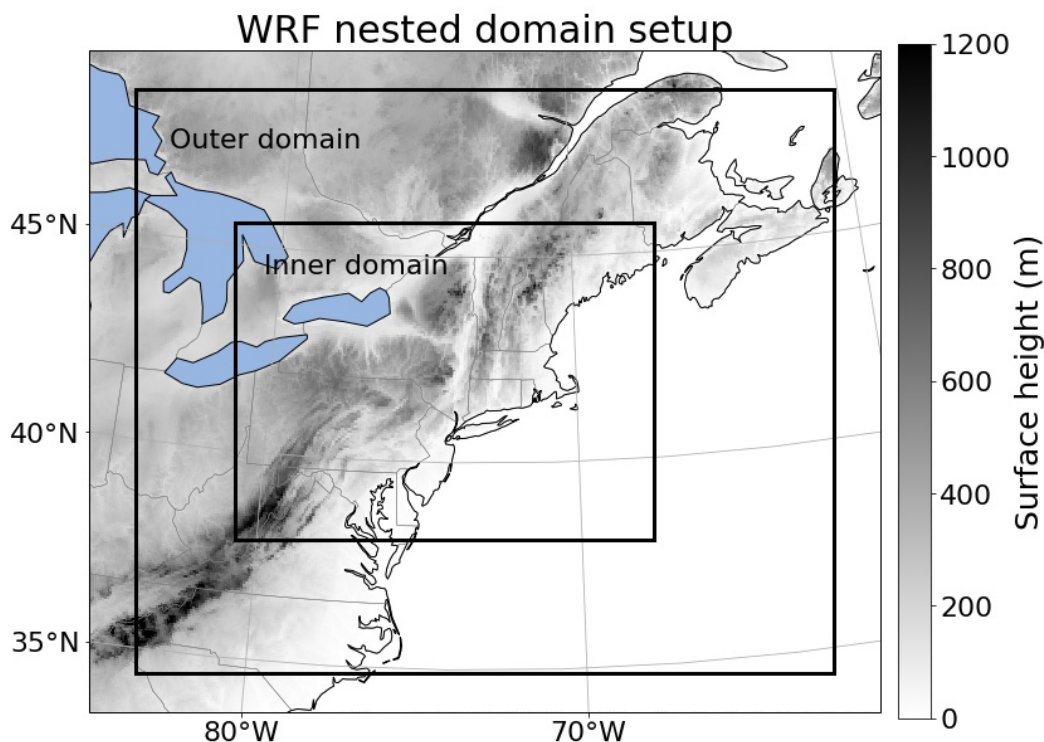 WRF nested domain setup
Outer domain
Inner domain
45°N
40°N
35°N
80°W
70°W
1200
1000
800
600
400
200
0
Surface height (m)